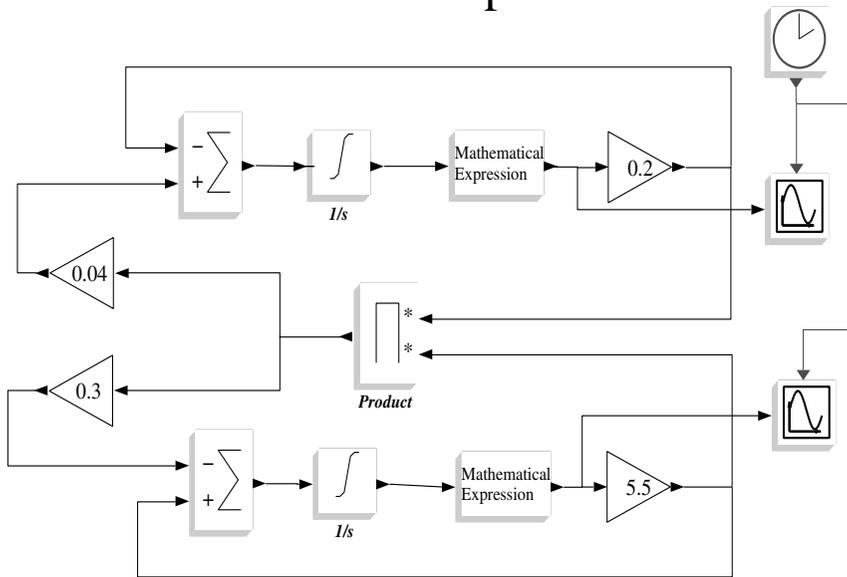 −
+
1/s
Mathematical
Expression
0.2
0.04
*
*
Product
0.3
−
+
1/s
Mathematical
Expression
5.5